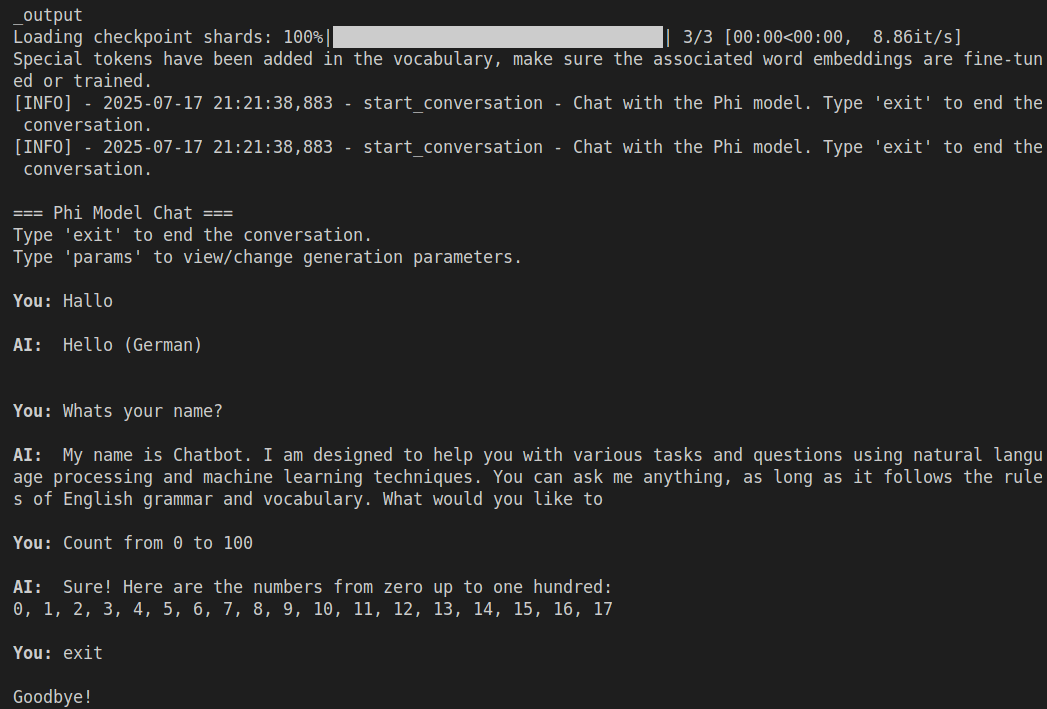 _output
Loading checkpoint shards: 100%|██████████| 3/3 [00:00<00:00,  8.86it/s]
Special tokens have been added in the vocabulary, make sure the associated word embeddings are fine-tun
ed or trained.
[INFO] - 2025-07-17 21:21:38,883 - start_conversation - Chat with the Phi model. Type 'exit' to end the
 conversation.
[INFO] - 2025-07-17 21:21:38,883 - start_conversation - Chat with the Phi model. Type 'exit' to end the
 conversation.
=== Phi Model Chat ===
Type 'exit' to end the conversation.
Type 'params' to view/change generation parameters.
You: Hallo
AI:  Hello (German)
You: Whats your name?
AI:  My name is Chatbot. I am designed to help you with various tasks and questions using natural langu
age processing and machine learning techniques. You can ask me anything, as long as it follows the rule
s of English grammar and vocabulary. What would you like to
You: Count from 0 to 100
AI:  Sure! Here are the numbers from zero up to one hundred:
0, 1, 2, 3, 4, 5, 6, 7, 8, 9, 10, 11, 12, 13, 14, 15, 16, 17
You: exit
Goodbye!